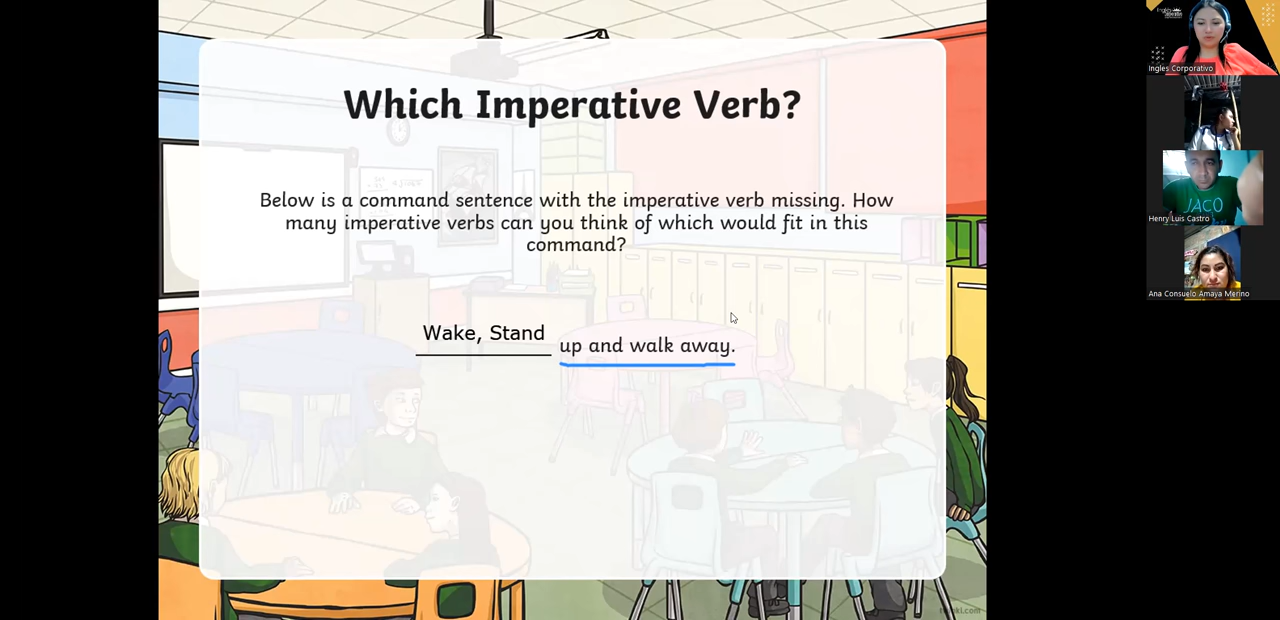 Which Imperative Verb?
Below is a command sentence with the imperative verb missing. How
many imperative verbs can you think of which would fit in this
command?
Wake, Stand
up and walk away.
Ingles Corporativo
JACO
Henry Luis Castro
Ana Consuelo Amaya Merino